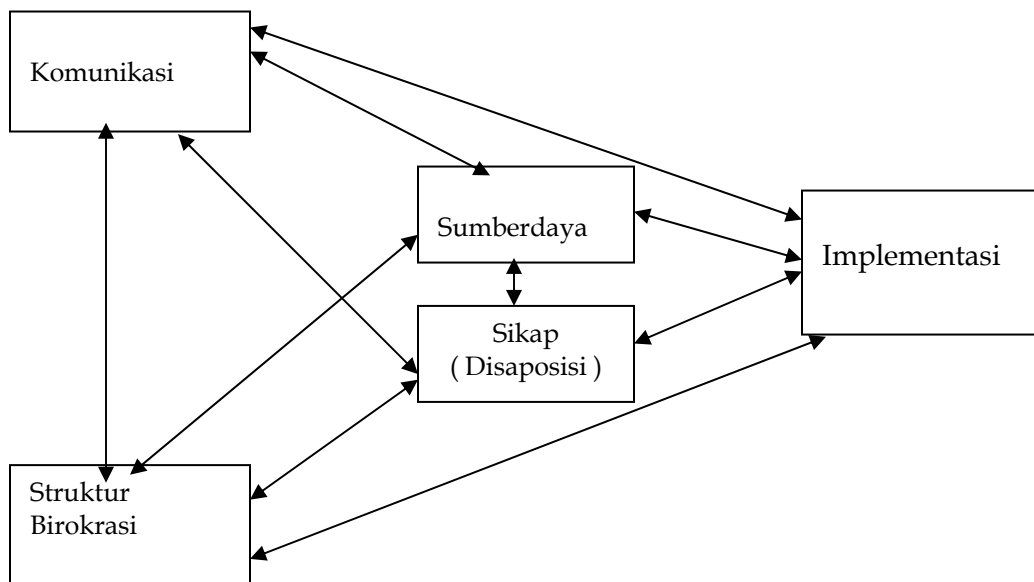 Komunikasi
Sumberdaya
Implementasi
Sikap
( Disaposisi )
Struktur
Birokrasi